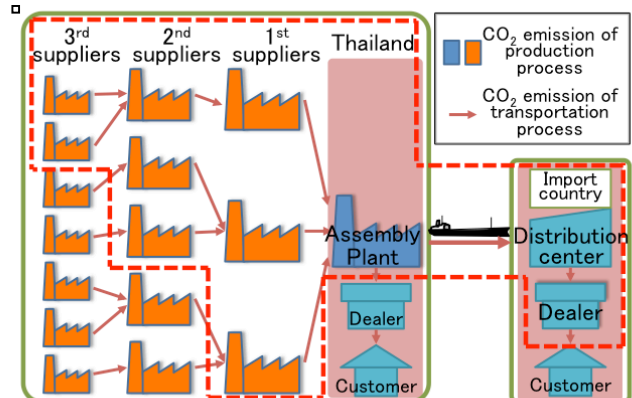 3rd suppliers
2nd suppliers
1st suppliers
Thailand
CO2 emission of
production
process
CO2 emission of
transportation
process
Import
country
Assembly
Plant
Distribution
center
Dealer
Dealer
Customer
Customer